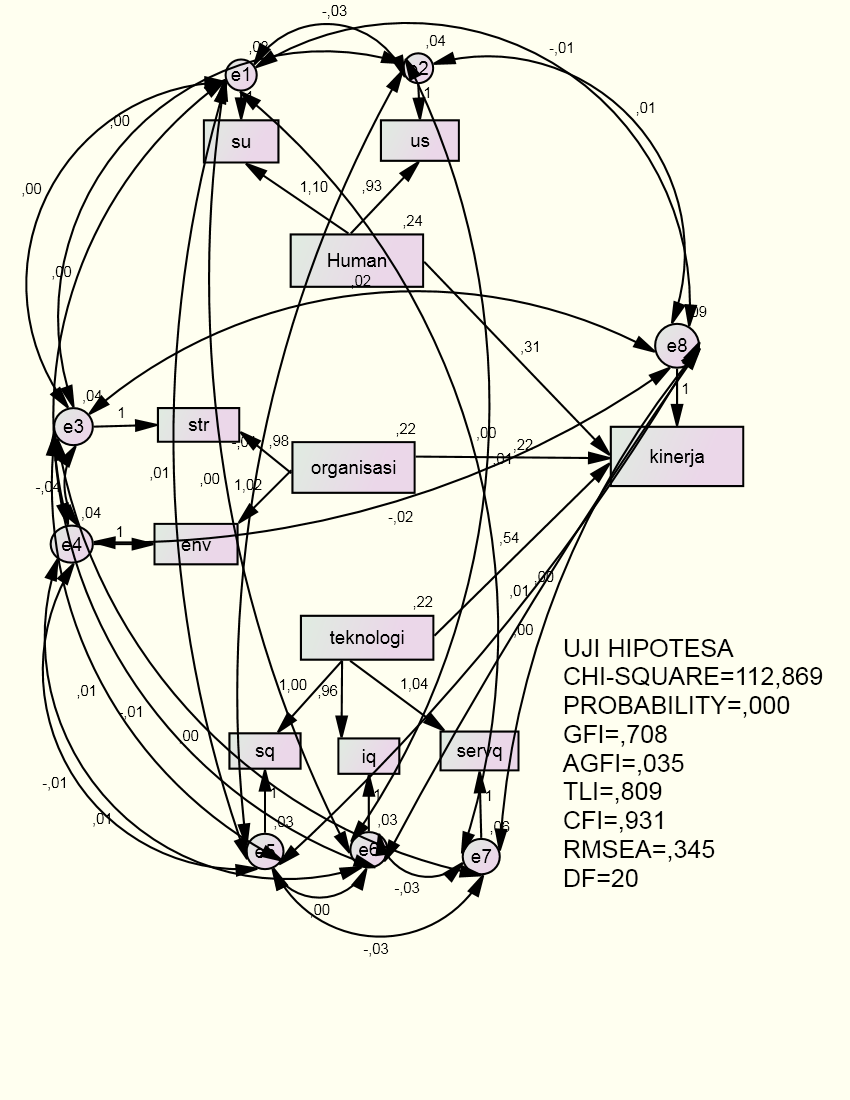 -,03
,04
-,01
e1
e2
1
,01
,00
su
us
1,10
,93
,00
,24
Human
,00
,02
,09
e8
,31
1
,04
e3
1
str
,22
,00
,22
kinerja
,98
organisasi
,01
,00
1,02
-,04
,04
-,02
e4
1
env
,54
,01
,00
,22
teknologi
,00
UJI HIPOTESA
CHI-SQUARE=112,869
PROBABILITY=,000
GFI=,708
AGFI=,035
TLI=,809
CFI=,931
RMSEA=,345
DF=20
1,00
,96
1,04
,01
-,01
,00
sq
iq
servq
-,01
,01
1
1
1
,03
,03
,06
e5
e6
e7
-,03
,00
-,03